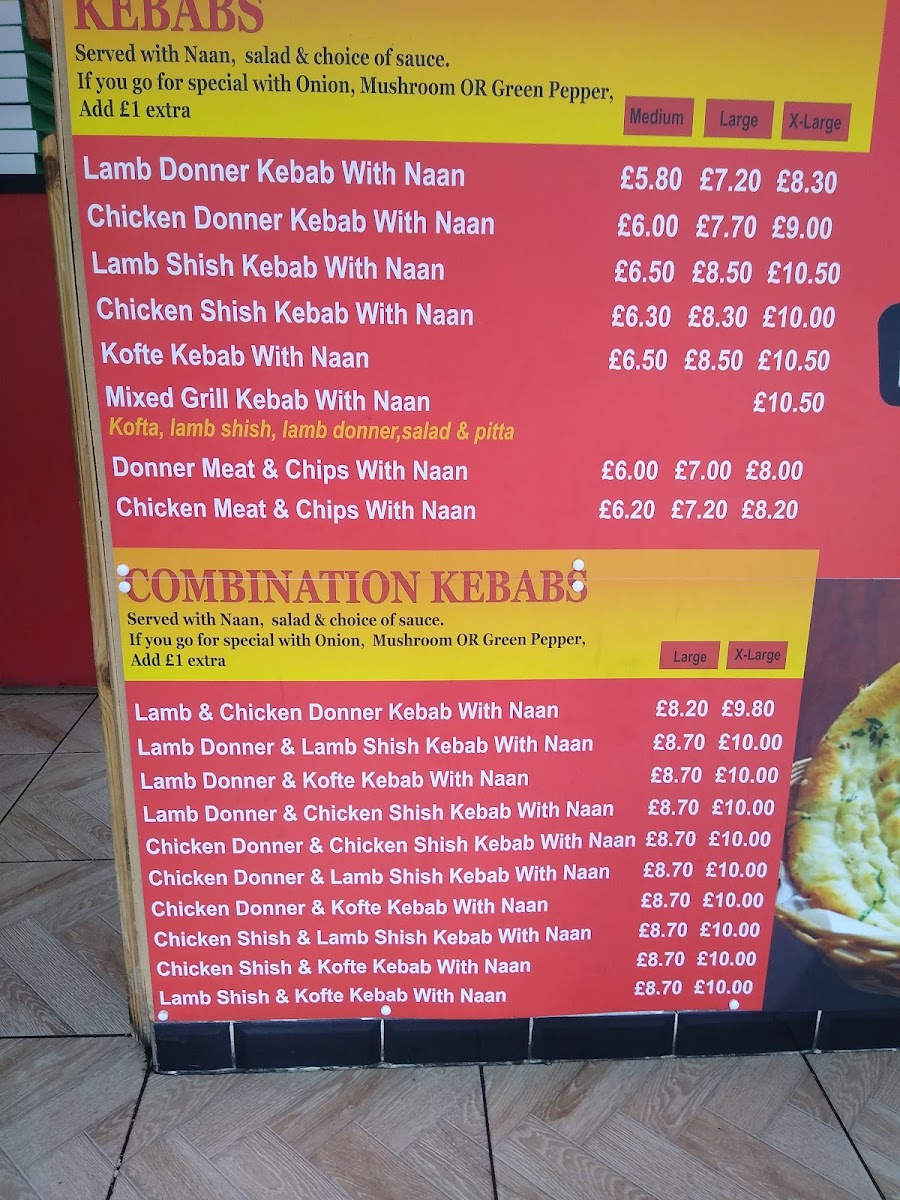 KEBABS
Served with Naan, salad & choice of sauce.
If you go for special with Onion, Mushroom OR Green Pepper,
Add £1 extra
Medium Large X-Large
Lamb Donner Kebab With Naan £5.80 £7.20 £8.30
Chicken Donner Kebab With Naan £6.00 £7.70 £9.00
Lamb Shish Kebab With Naan £6.50 £8.50 £10.50
Chicken Shish Kebab With Naan £6.30 £8.30 £10.00
Kofte Kebab With Naan £6.50 £8.50 £10.50
Mixed Grill Kebab With Naan £10.50
Kofta, lamb shish, lamb donner,salad & pitta
Donner Meat & Chips With Naan £6.00 £7.00 £8.00
Chicken Meat & Chips With Naan £6.20 £7.20 £8.20
COMBINATION KEBABS
Served with Naan, salad & choice of sauce.
If you go for special with Onion, Mushroom OR Green Pepper,
Add £1 extra
Large X-Large
Lamb & Chicken Donner Kebab With Naan £8.20 £9.80
Lamb Donner & Lamb Shish Kebab With Naan £8.70 £10.00
Lamb Donner & Kofte Kebab With Naan £8.70 £10.00
Lamb Donner & Chicken Shish Kebab With Naan £8.70 £10.00
Chicken Donner & Chicken Shish Kebab With Naan £8.70 £10.00
Chicken Donner & Lamb Shish Kebab With Naan £8.70 £10.00
Chicken Donner & Kofte Kebab With Naan £8.70 £10.00
Chicken Shish & Lamb Shish Kebab With Naan £8.70 £10.00
Chicken Shish & Kofte Kebab With Naan £8.70 £10.00
Lamb Shish & Kofte Kebab With Naan £8.70 £10.00